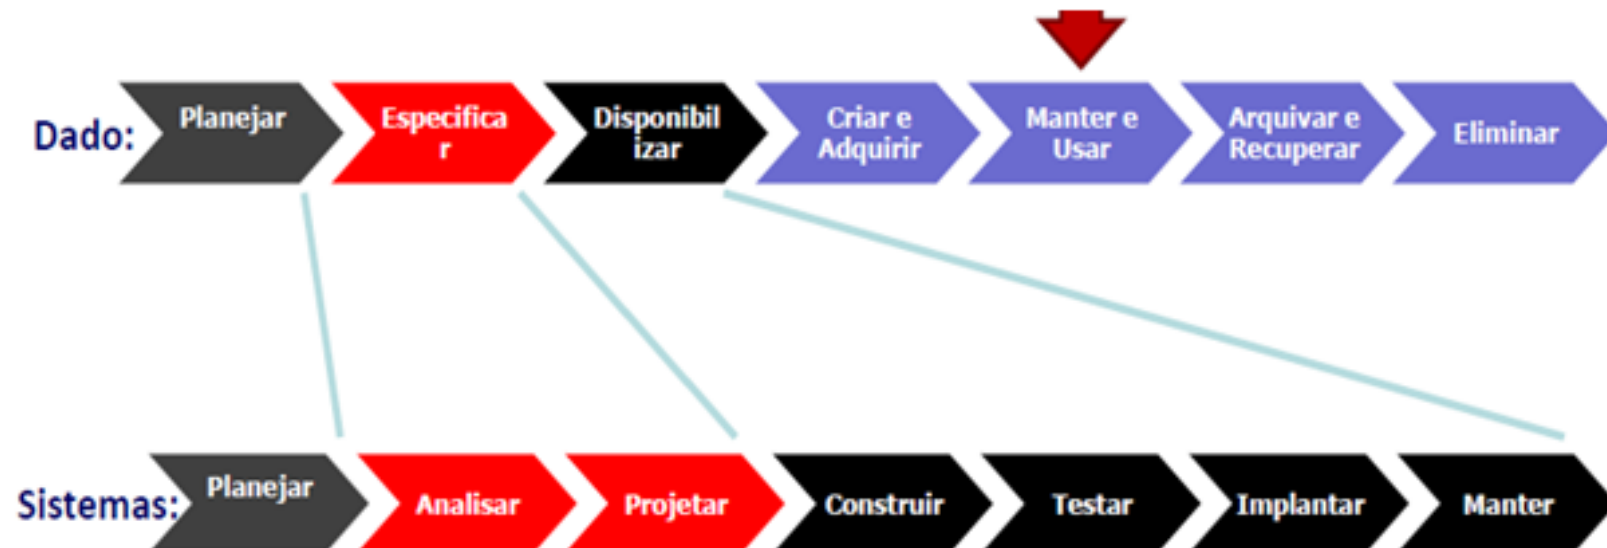 Dado:
Planejar
Especifica
r
Disponibil
izar
Criar e
Adquirir
Manter e
Usar
Arquivar e
Recuperar
Eliminar
Sistemas:
Planejar
Analisar
Projetar
Construir
Testar
Implantar
Manter